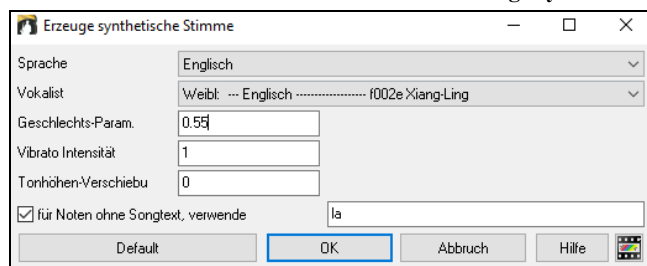 Erzeuge synthetische Stimme
Sprache Englisch
Vokalist Weibl: --- Englisch ------------------ f002e Xiang-Ling
Geschlechts-Param. 0.55
Vibrato Intensität 1
Tonhöhen-Verschiebu 0
für Noten ohne Songtext, verwende la
Default OK Abbruch Hilfe